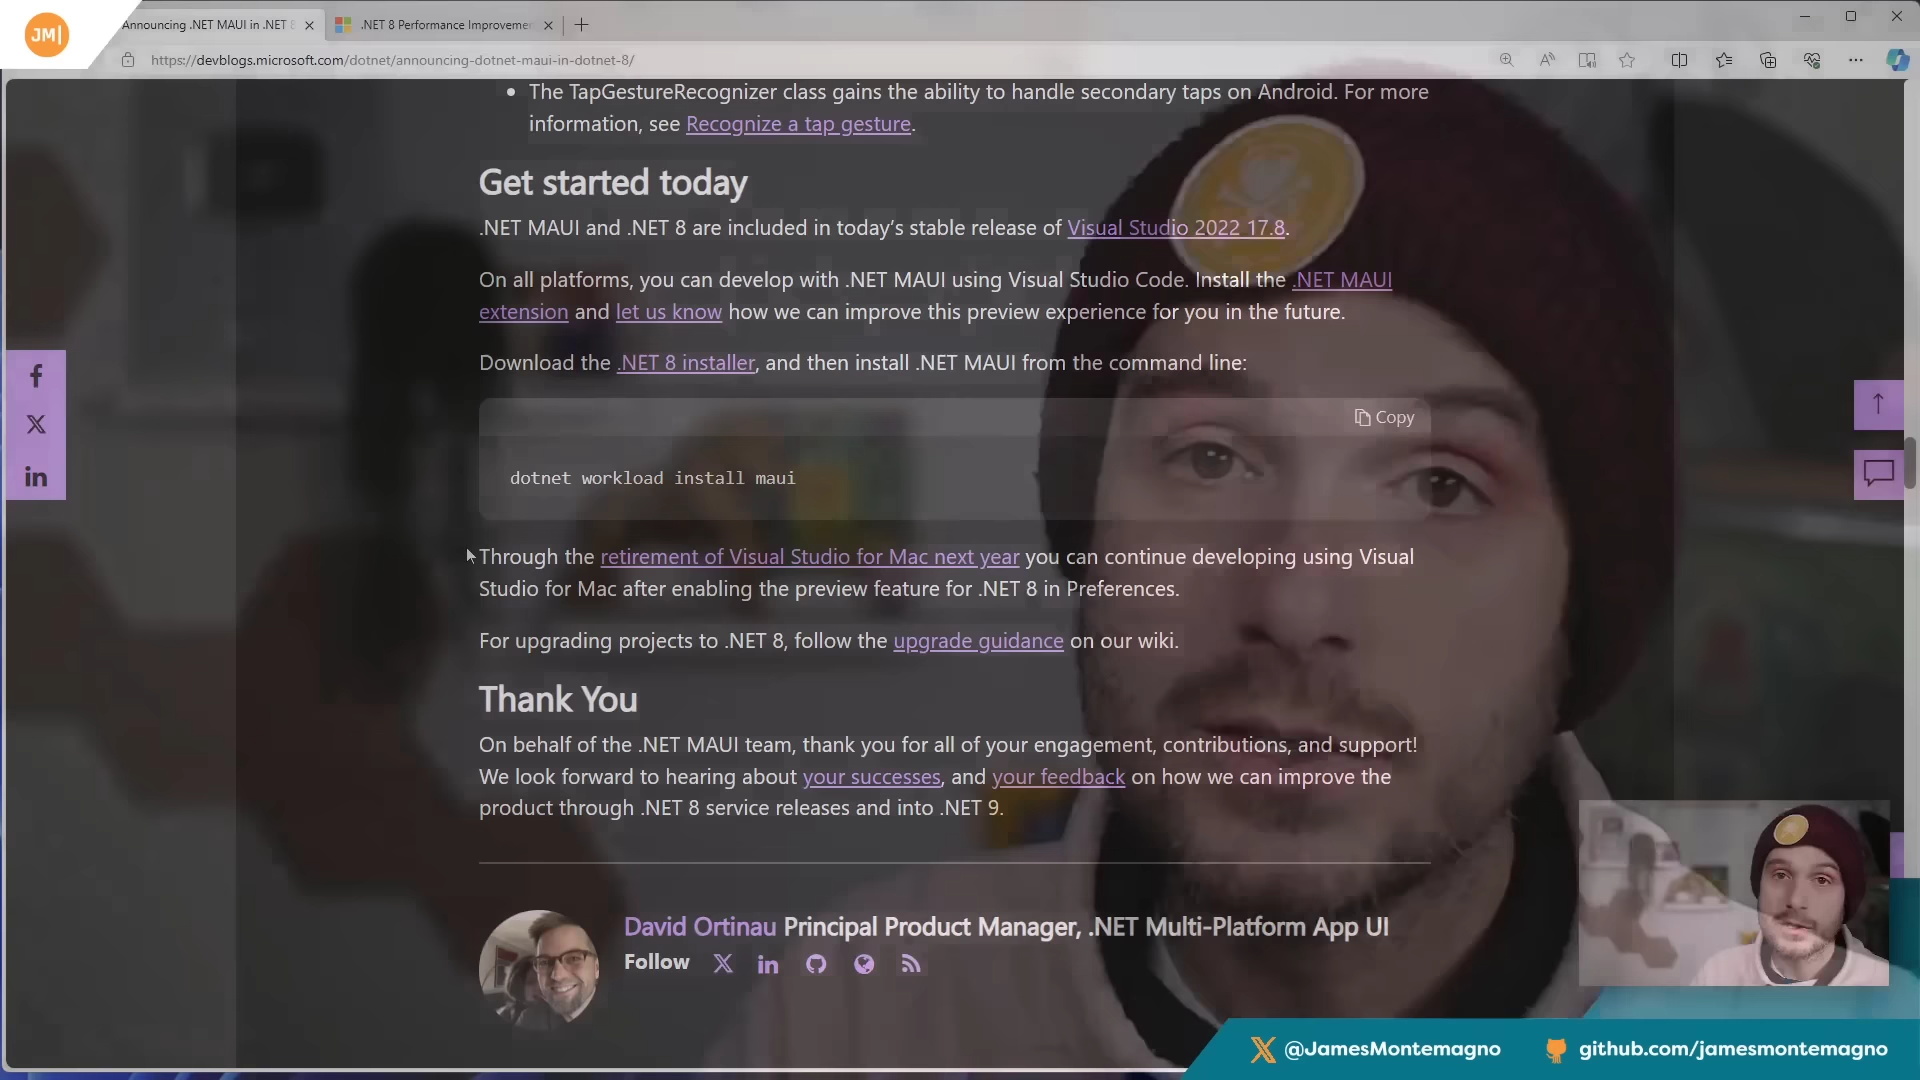 JM|
Announcing .NET MAUI in .NET 8
.NET 8 Performance Improveme
https://devblogs.microsoft.com/dotnet/announcing-dotnet-maui-in-dotnet-8/
The TapGestureRecognizer class gains the ability to handle secondary taps on Android. For more
information, see Recognize a tap gesture.
Get started today
.NET MAUI and .NET 8 are included in today's stable release of Visual Studio 2022 17.8.
On all platforms, you can develop with .NET MAUI using Visual Studio Code. Install the .NET MAUI
extension and let us know how we can improve this preview experience for you in the future.
Download the .NET 8 installer, and then install .NET MAUI from the command line:
Copy
dotnet workload install maui
Through the retirement of Visual Studio for Mac next year you can continue developing using Visual
Studio for Mac after enabling the preview feature for .NET 8 in Preferences.
For upgrading projects to .NET 8, follow the upgrade guidance on our wiki.
Thank You
On behalf of the .NET MAUI team, thank you for all of your engagement, contributions, and support!
We look forward to hearing about your successes, and your feedback on how we can improve the
product through .NET 8 service releases and into .NET 9.
David Ortinau Principal Product Manager, .NET Multi-Platform App UI
Follow
@JamesMontemagno
github.com/jamesmontemagno